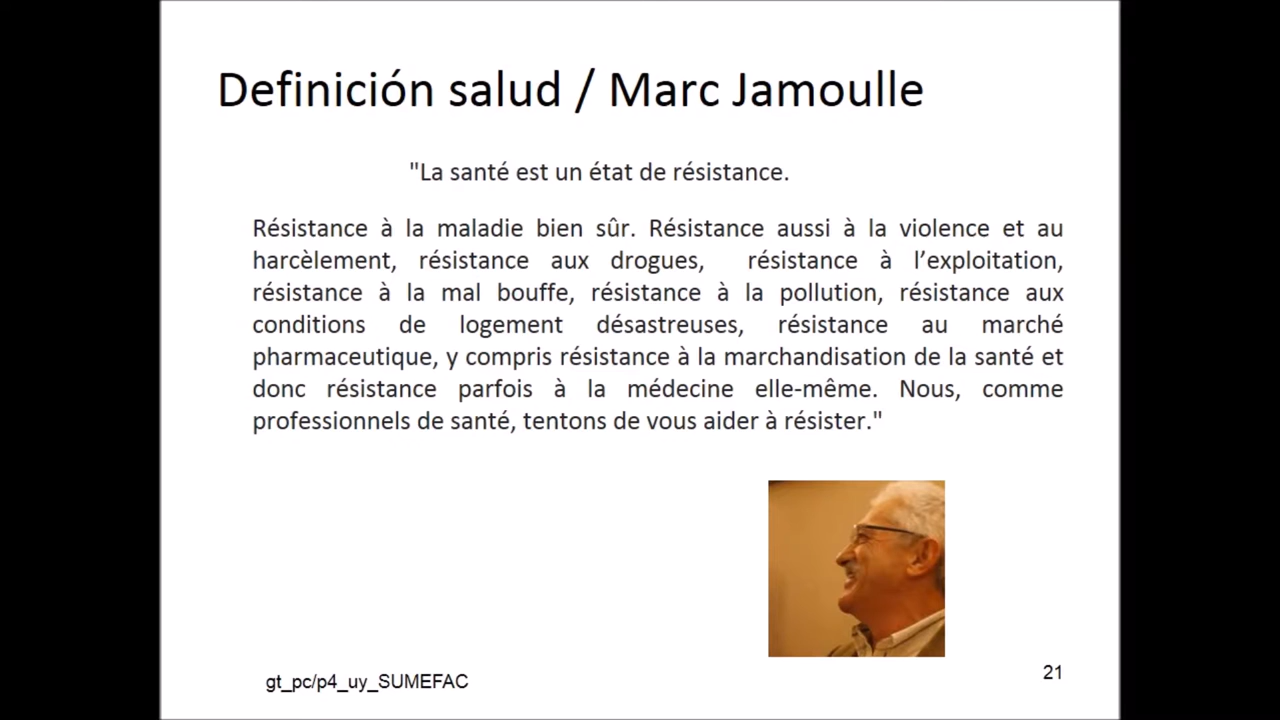 Definición salud / Marc Jamoulle
"La santé est un état de résistance.
Résistance à la maladie bien sûr. Résistance aussi à la violence et au
harcèlement, résistance aux drogues, résistance à l’exploitation,
résistance à la mal bouffe, résistance à la pollution, résistance aux
conditions de logement désastreuses, résistance au marché
pharmaceutique, y compris résistance à la marchandisation de la santé et
donc résistance parfois à la médecine elle-même. Nous, comme
professionnels de santé, tentons de vous aider à résister."
gt_pc/p4_uy_SUMEFAC
21